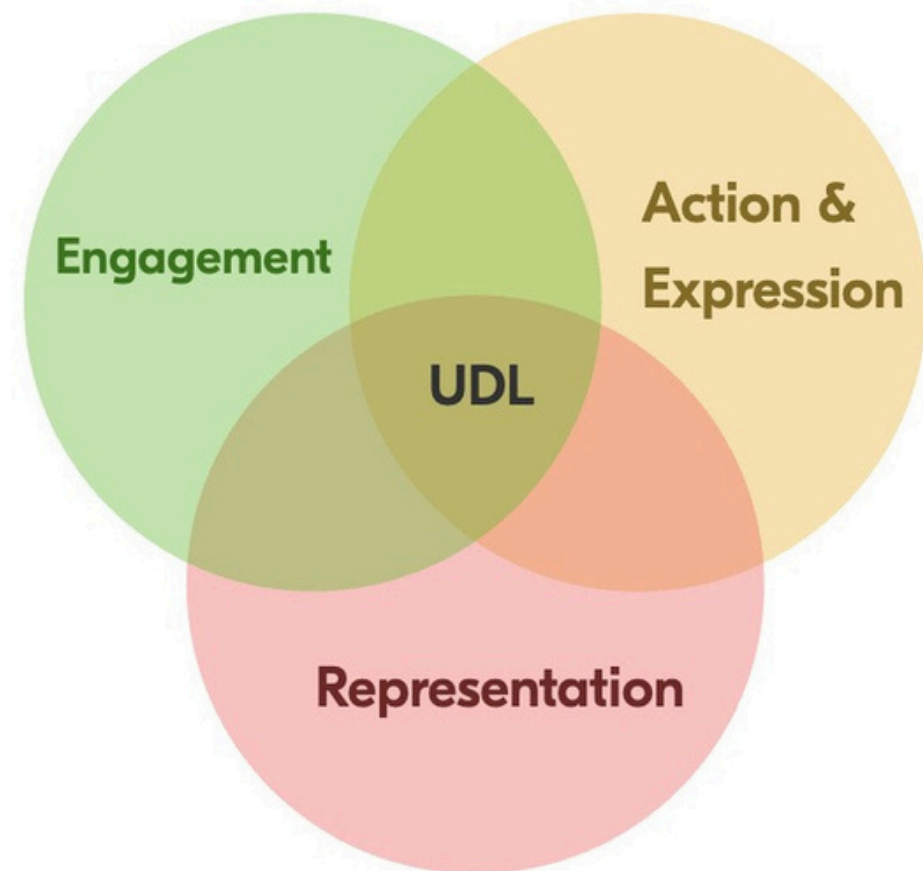 Engagement
Action &
Expression
UDL
Representation